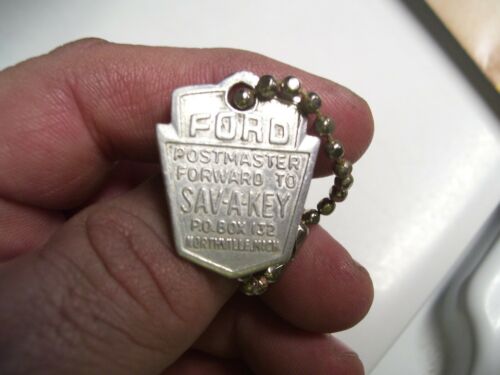 FORD
POSTMASTER
FORWARD TO
SAV-A-KEY
P.O. BOX 132
NORTHVILLE, MICH.